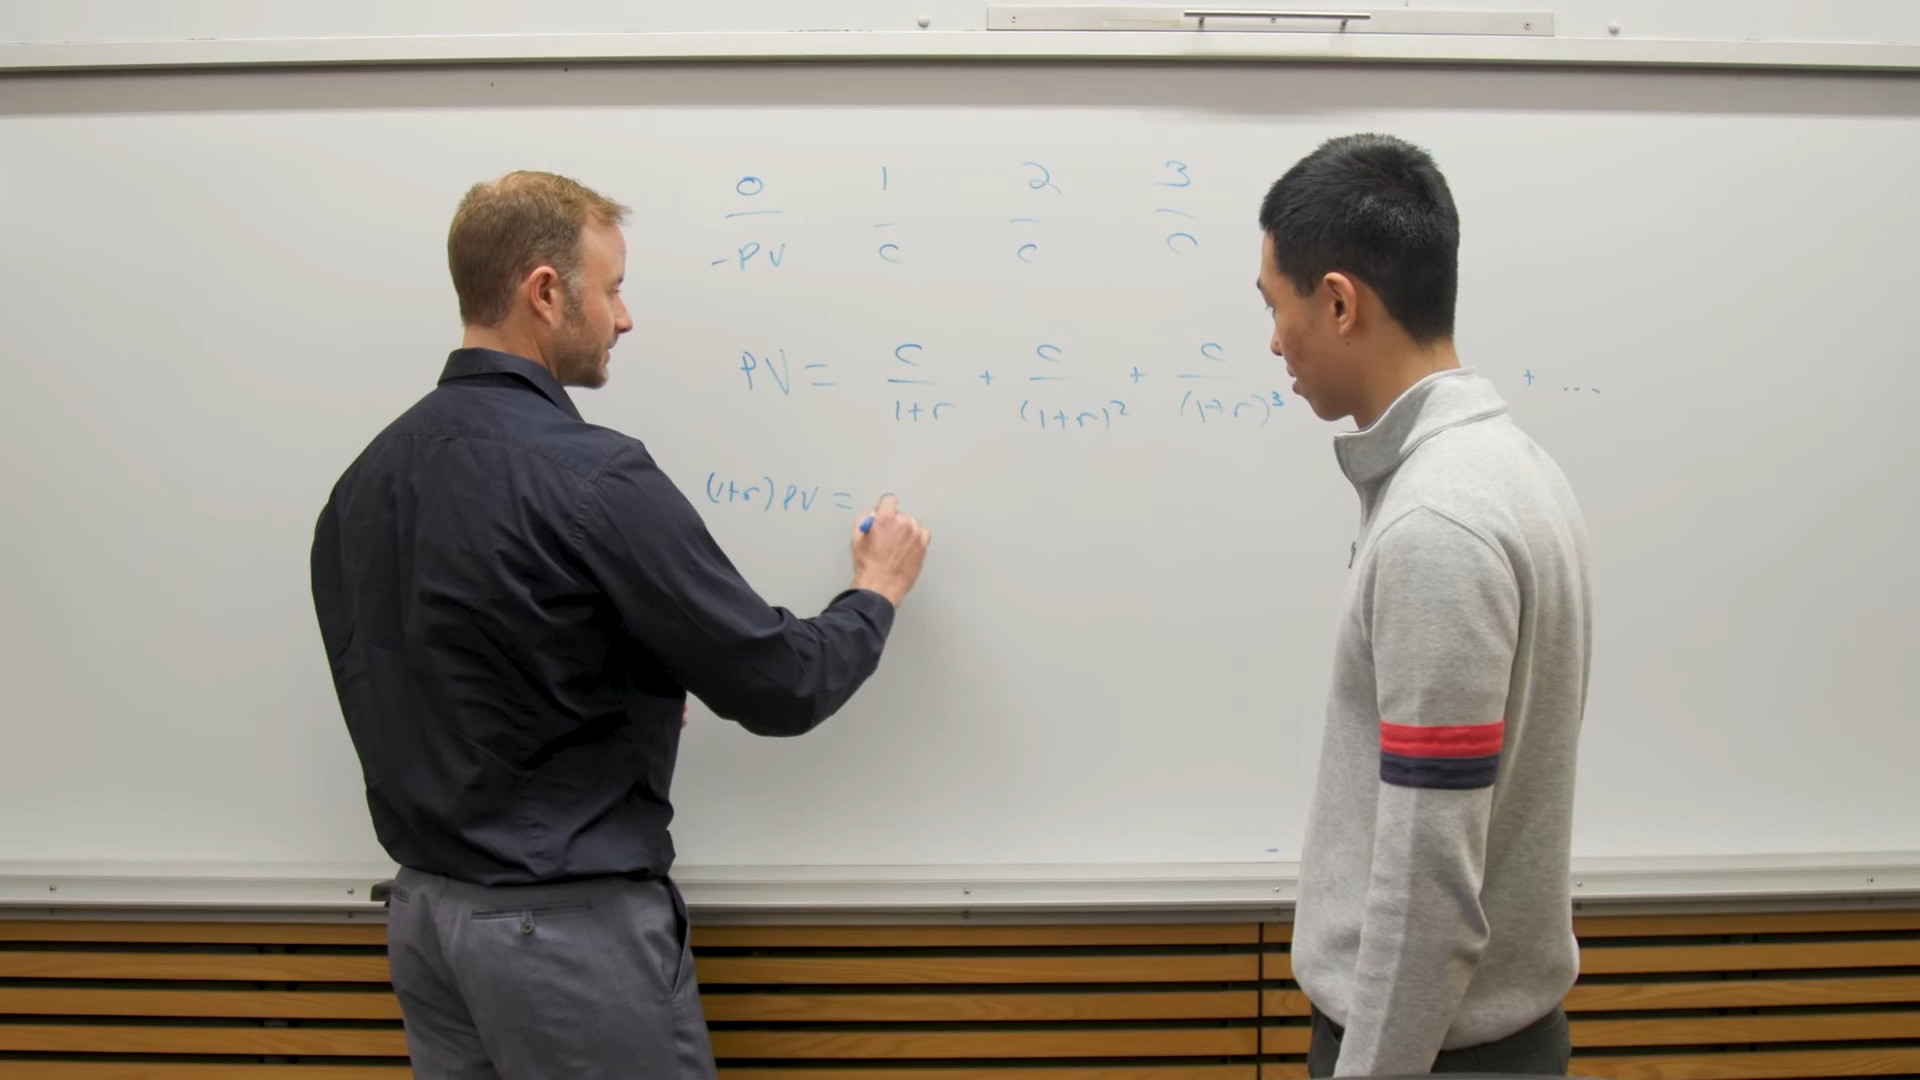 0 1 2 3
-PV C C C
PV = C/1+r + C/(1+r)² + C/(1+r)³ + ...
(1+r)PV = C